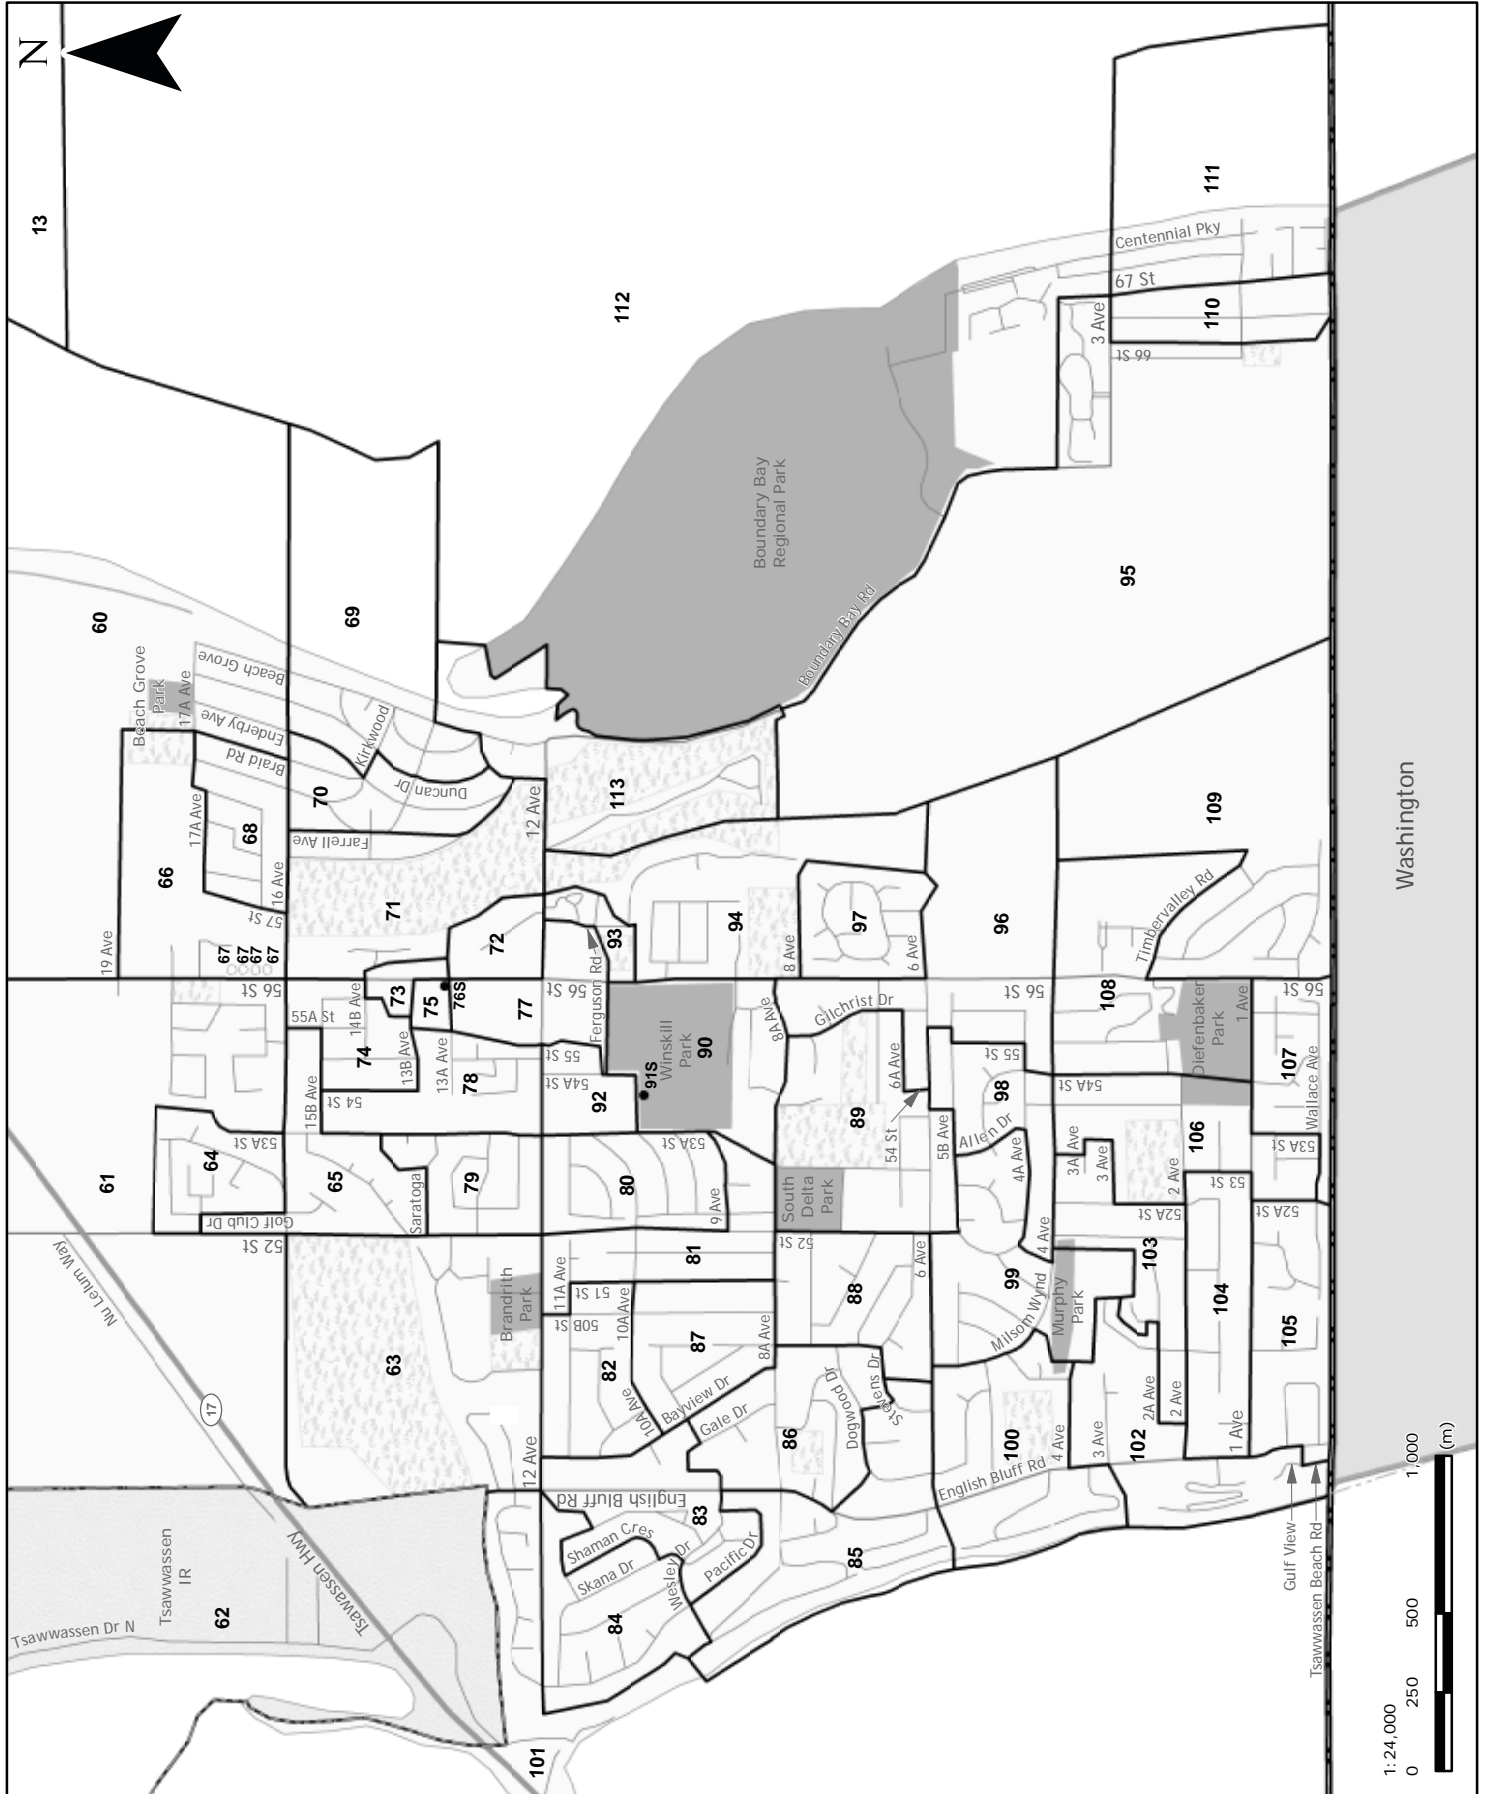 N
13
60
Beach Grove
Park
17A Ave
Beach Grove
Enderby Ave
Braid Rd
69
Kirkwood
Duncan Dr
70
Farrell Ave
112
Boundary Bay
Regional Park
Boundary Bay Rd
Centennial Pky
67 St
3 Ave
66 St
111
110
95
17A Ave
68
66
16 Ave
57 St
19 Ave
67
67
67
67
71
12 Ave
113
72
93
94
8 Ave
97
6 Ave
96
109
Timbervalley Rd
Washington
56 St
55A St
14B Ave
73
75
76S
77
56 St
Ferguson Rd
74
13B Ave
13A Ave
78
15B Ave
54 St
55 St
54A St
92
91S
Winskill
Park
90
8A Ave
Gilchrist Dr
56 St
108
Diefenbaker
Park
1 Ave
56 St
6A Ave
89
54 St
5B Ave
55 St
98
54A St
Allen Dr
4A Ave
107
Wallace Ave
53A St
61
64
53A St
65
Golf Club Dr
52 St
Saratoga
79
80
53A St
9 Ave
South
Delta
Park
52 St
6 Ave
4 Ave
3A Ave
3 Ave
106
2 Ave
53 St
52A St
52A St
Nu Lelum Way
17
63
Brandrith
Park
11A Ave
51 St
50B St
10A Ave
81
82
87
8A Ave
10A Ave
Bayview Dr
Gale Dr
88
Dogwood Dr
Stevens Dr
86
99
Milsom Wynd
Murphy
Park
103
104
105
100
4 Ave
3 Ave
102
2A Ave
2 Ave
1 Ave
12 Ave
English Bluff Rd
English Bluff Rd
Tsawwassen
IR
62
Tsawwassen Dr N
Tsawassen Hwy
Shaman Cres
Skana Dr
Wesley Dr
83
Pacific Dr
84
85
101
Gulf View
Tsawwassen Beach Rd
1: 24,000
0 250 500 1,000
(m)